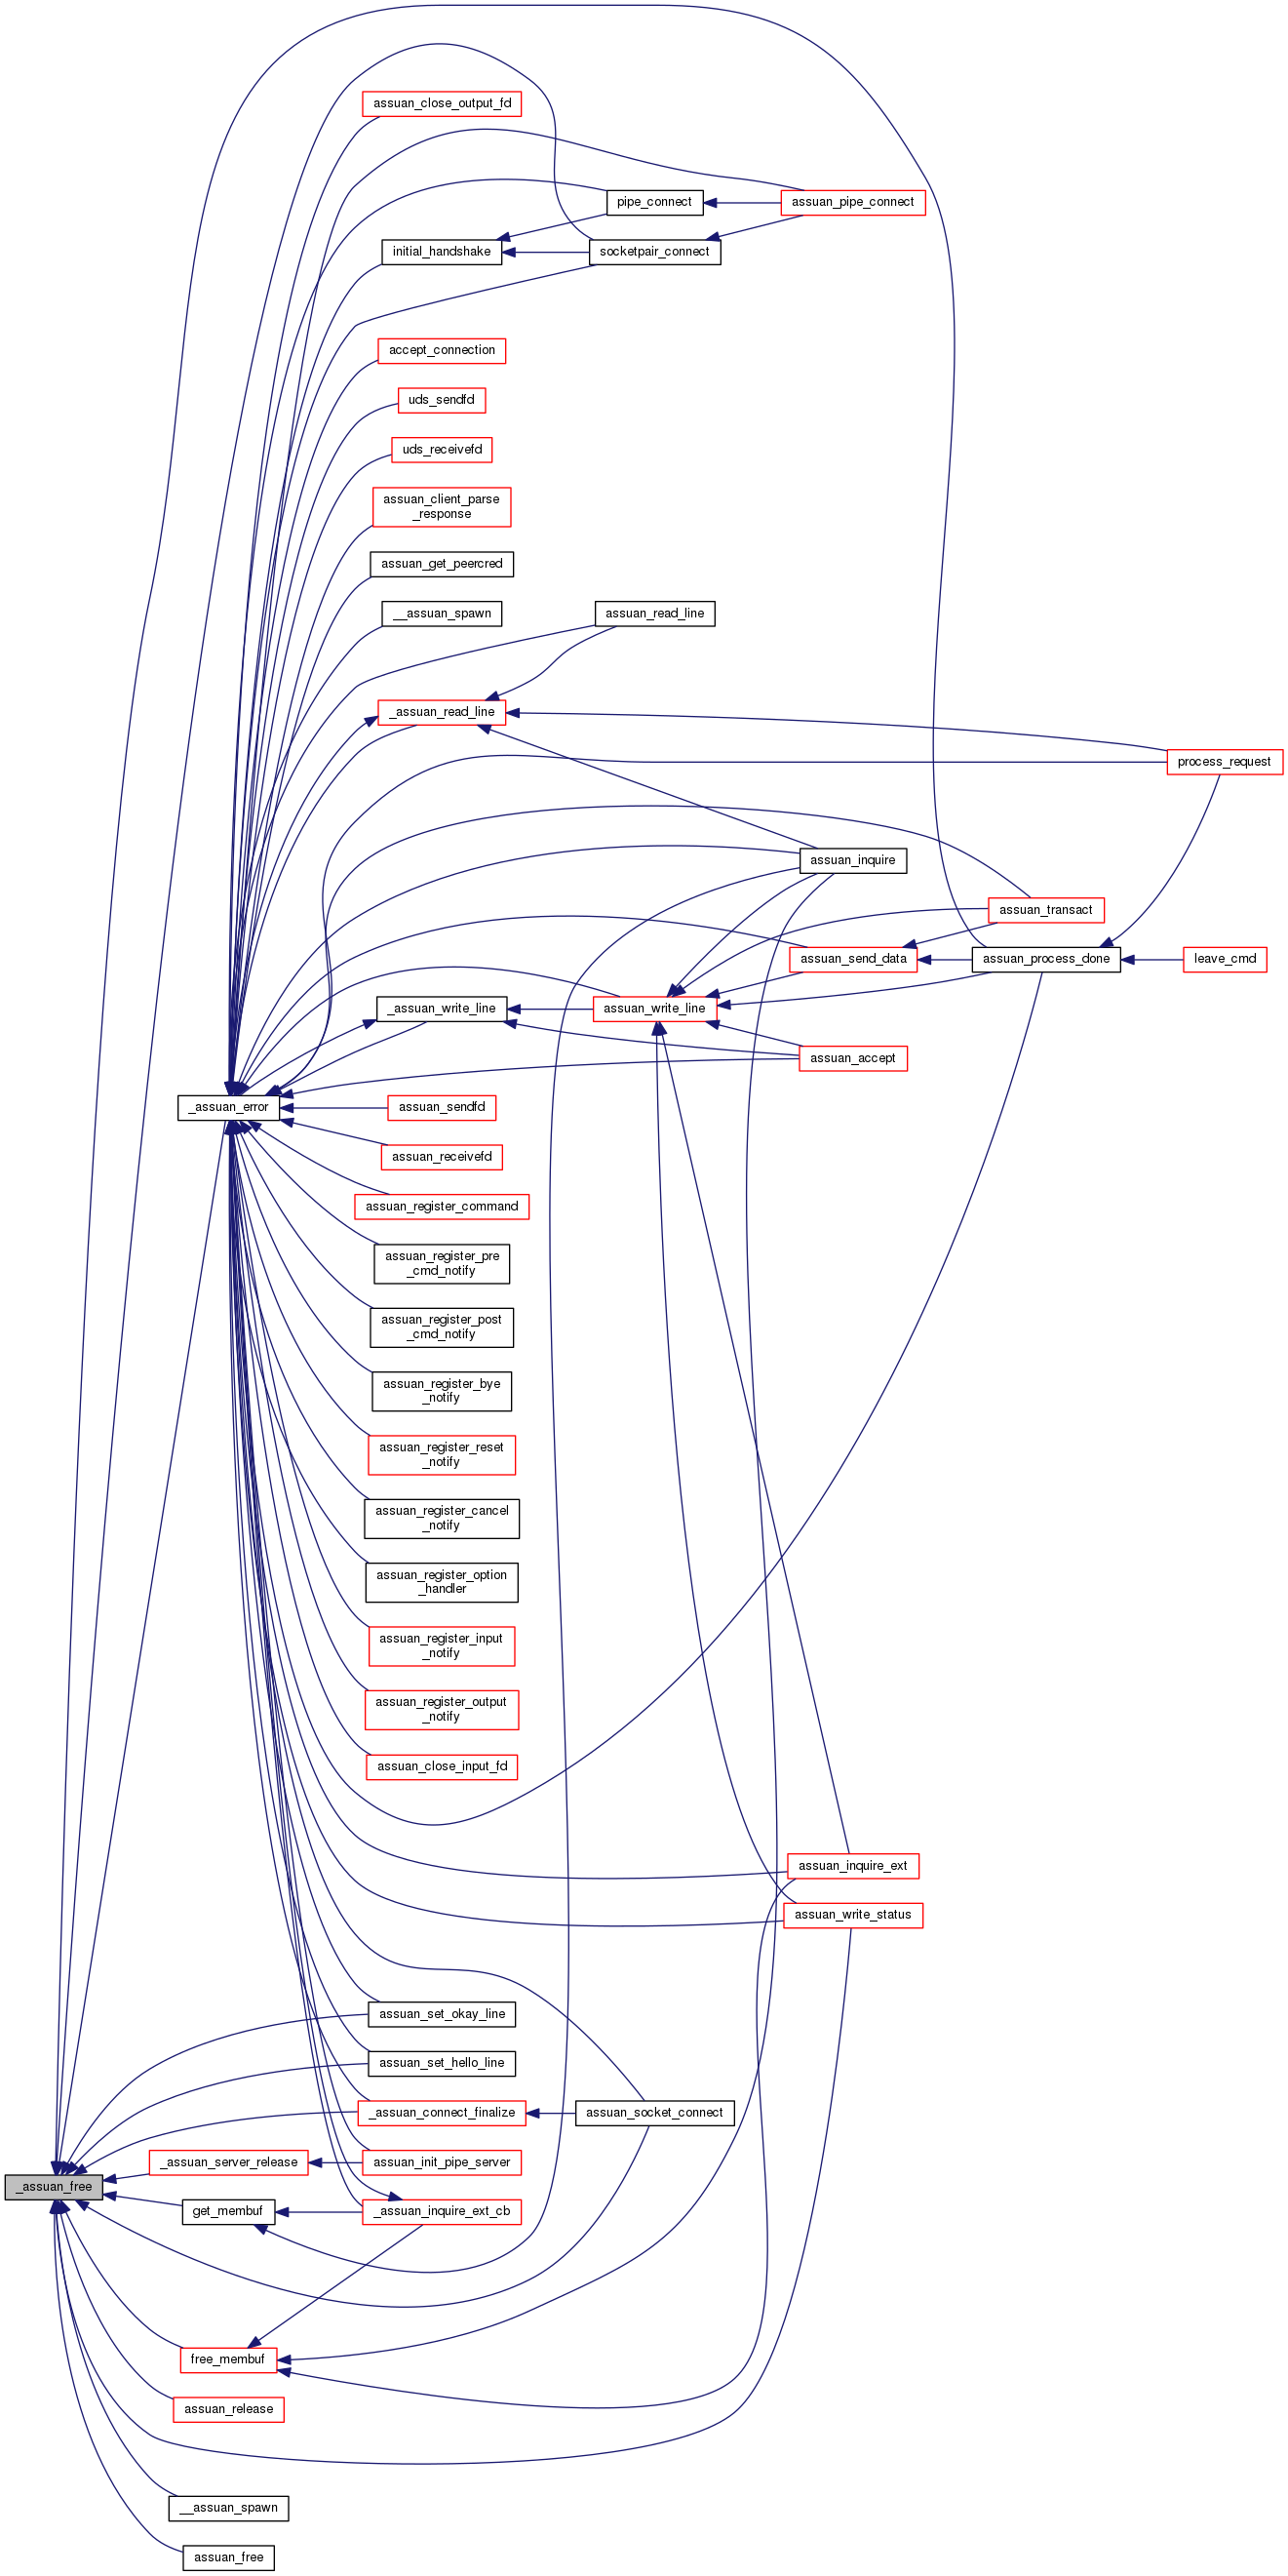 assuan_close_output_fd
pipe_connect
assuan_pipe_connect
initial_handshake
socketpair_connect
accept_connection
uds_sendfd
uds_receivefd
assuan_client_parse
_response
assuan_get_peercred
__assuan_spawn
assuan_read_line
_assuan_read_line
process_request
assuan_inquire
assuan_transact
assuan_send_data
assuan_process_done
leave_cmd
_assuan_write_line
assuan_write_line
assuan_accept
_assuan_error
assuan_sendfd
assuan_receivefd
assuan_register_command
assuan_register_pre
_cmd_notify
assuan_register_post
_cmd_notify
assuan_register_bye
_notify
assuan_register_reset
_notify
assuan_register_cancel
_notify
assuan_register_option
_handler
assuan_register_input
_notify
assuan_register_output
_notify
assuan_close_input_fd
assuan_inquire_ext
assuan_write_status
assuan_set_okay_line
assuan_set_hello_line
_assuan_connect_finalize
assuan_socket_connect
_assuan_server_release
assuan_init_pipe_server
_assuan_free
get_membuf
_assuan_inquire_ext_cb
free_membuf
assuan_release
__assuan_spawn
assuan_free